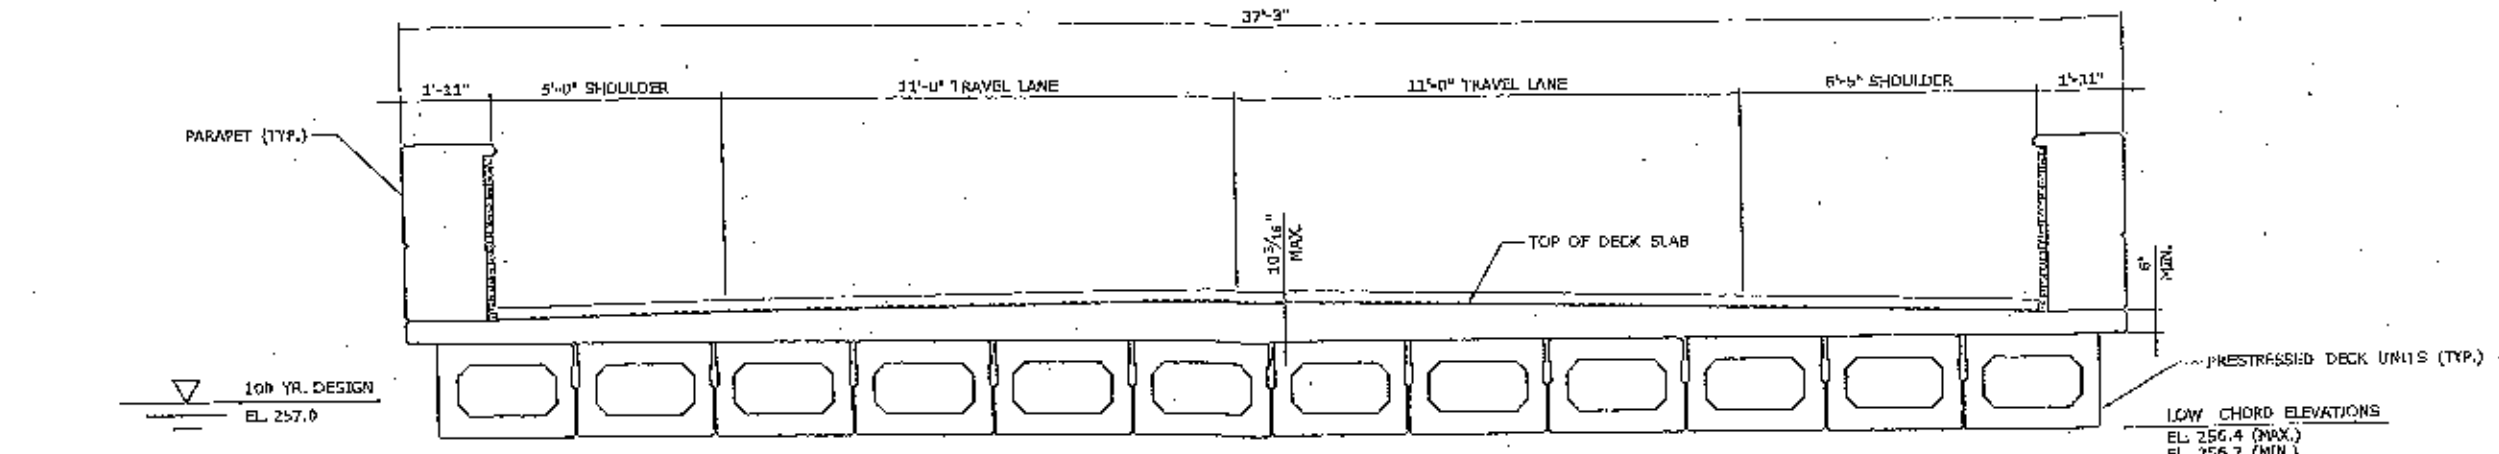 37'-3"
1'-11"
5'-0" SHOULDER
11'-0" TRAVEL LANE
11'-0" TRAVEL LANE
6'-5" SHOULDER
1'-11"
PARAPET (TYP.)
10 3/16"
MAX.
TOP OF DECK SLAB
6"
MIN.
PRESTRESSED DECK UNITS (TYP.)
100 YR. DESIGN
EL. 257.0
LOW CHORD ELEVATIONS
EL. 256.4 (MAX.)
(MIN.)